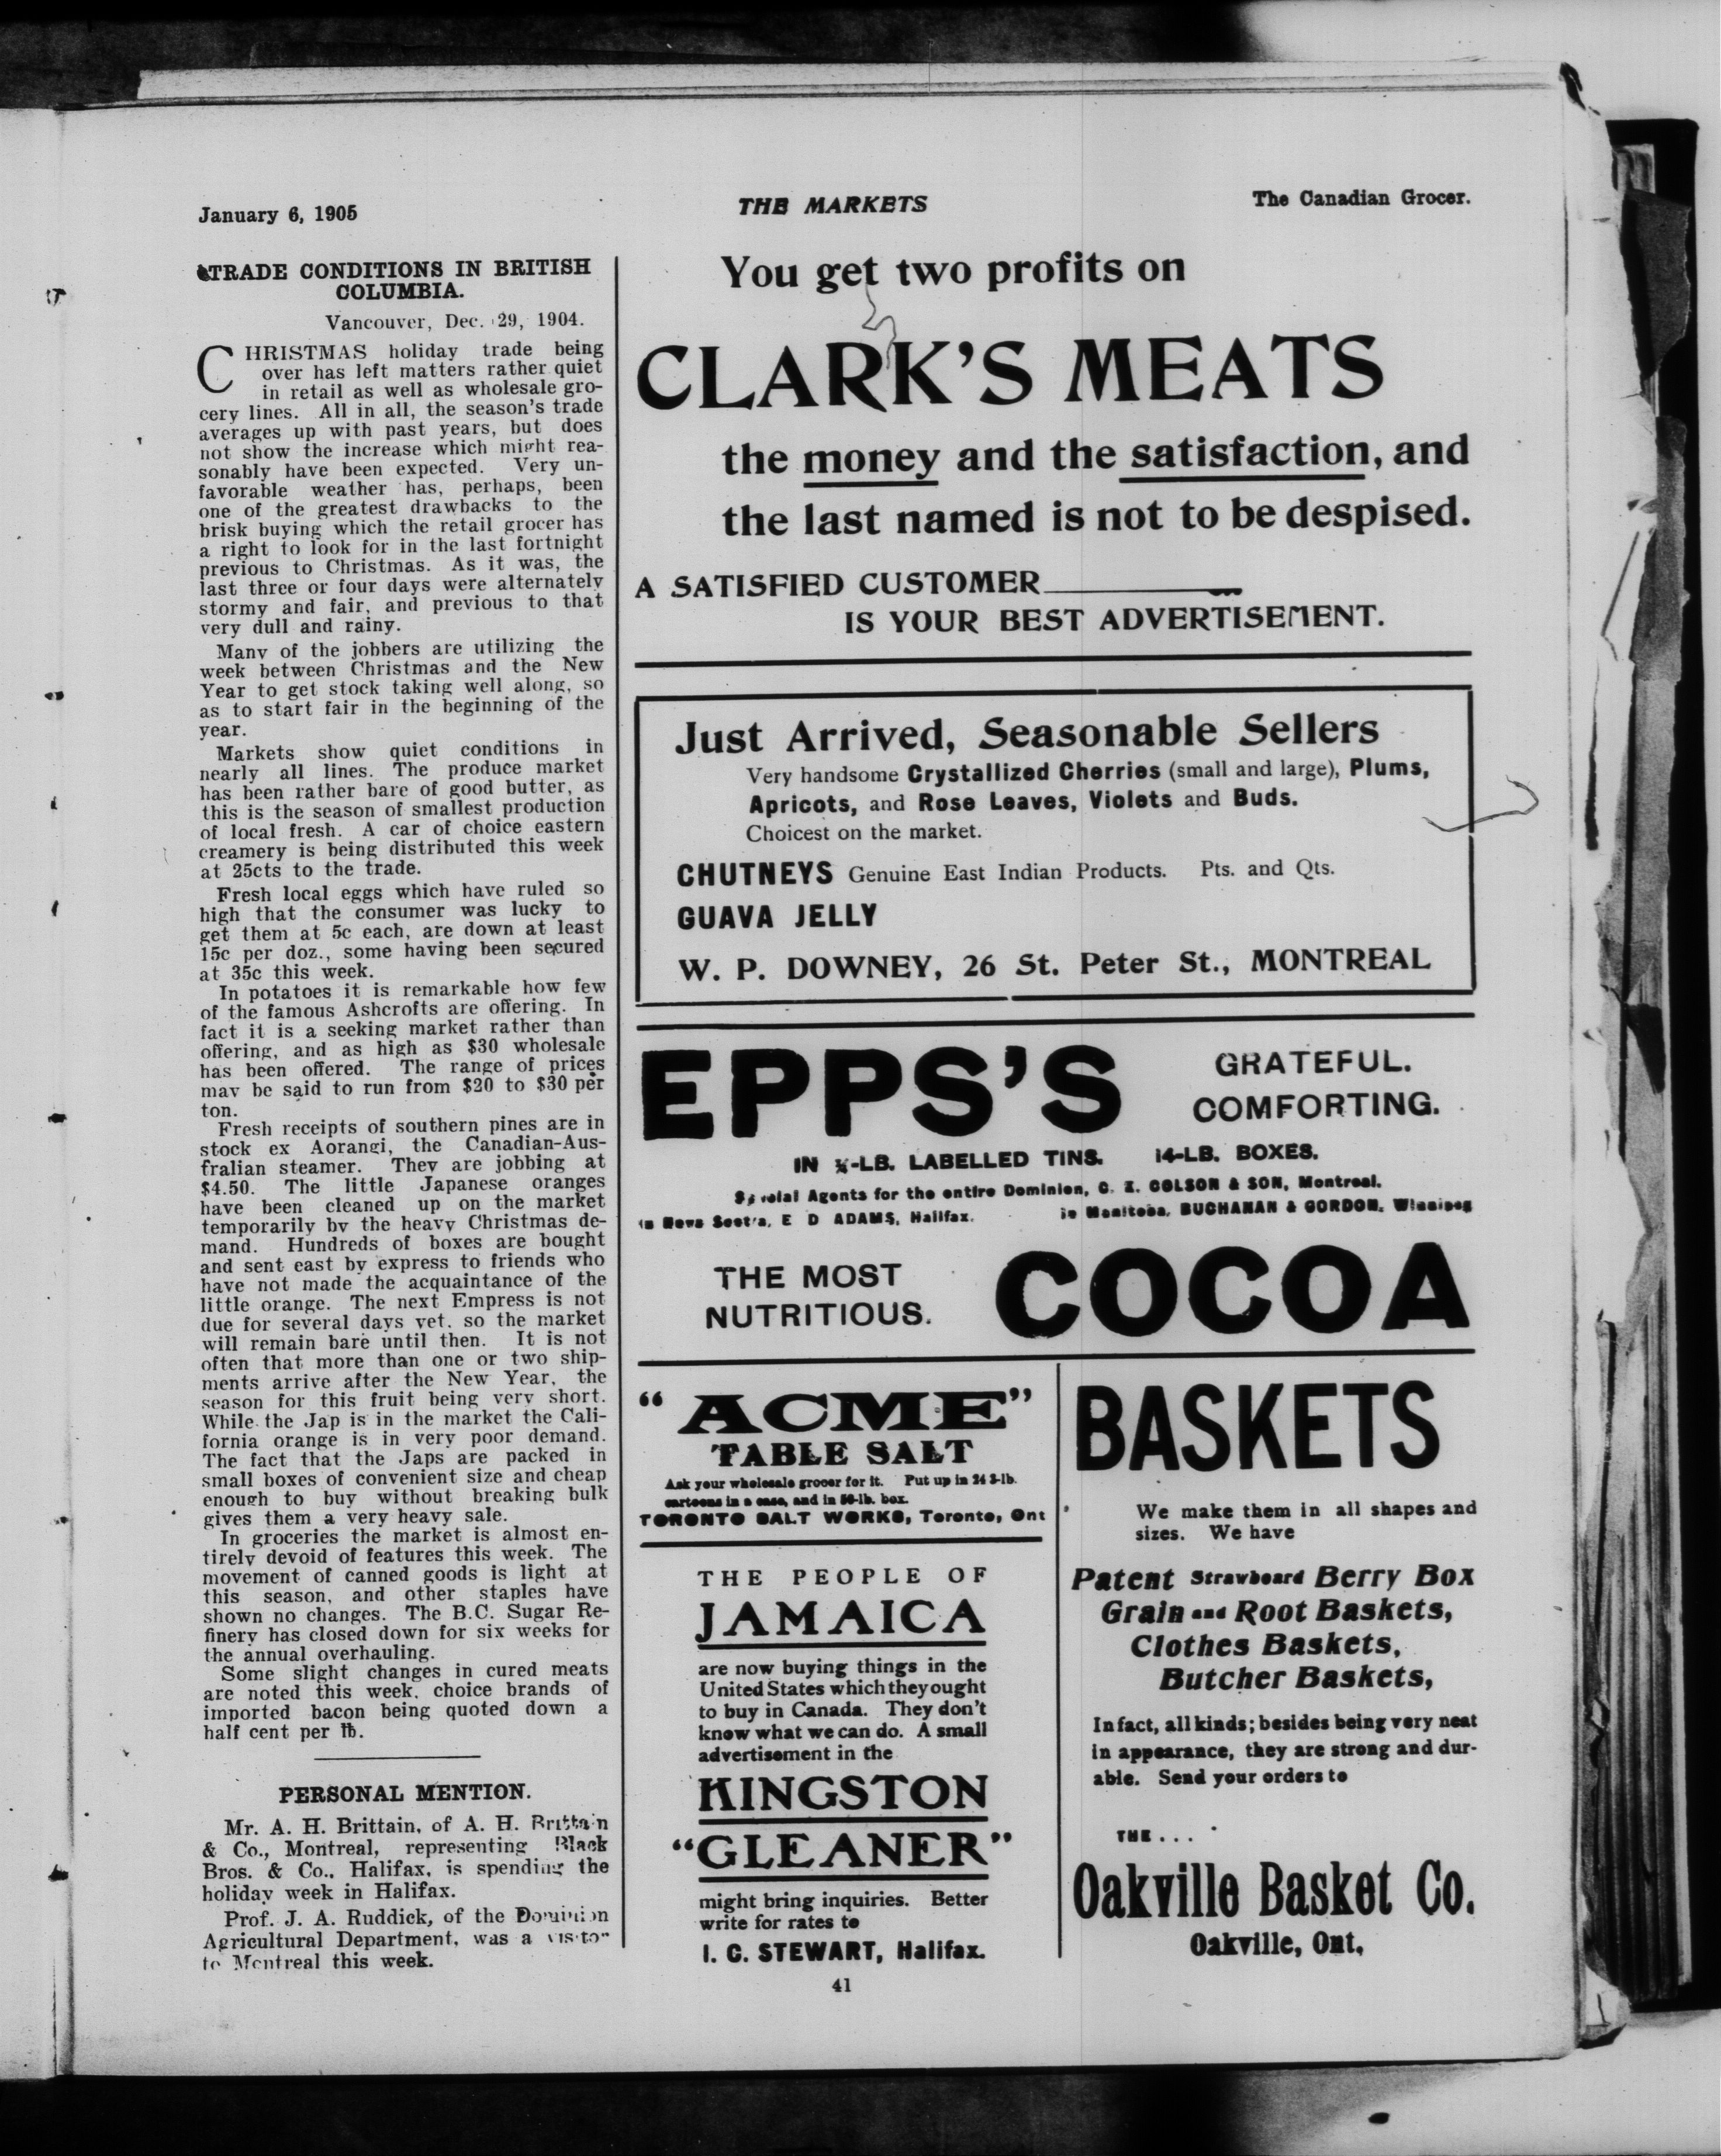 January 6, 1905
THE MARKETS
The Canadian Grocer.
TRADE CONDITIONS IN BRITISH
COLUMBIA.
Vancouver, Dec. 29, 1904.
CHRISTMAS holiday trade being
over has left matters rather quiet
in retail as well as wholesale gro-
cery lines. All in all, the season's trade
averages up with past years, but does
not show the increase which might rea-
sonably have been expected. Very un-
favorable weather has, perhaps, been
one of the greatest drawbacks to the
brisk buying which the retail grocer has
a right to look for in the last fortnight
previous to Christmas. As it was, the
last three or four days were alternately
stormy and fair, and previous to that
very dull and rainy.
Many of the jobbers are utilizing the
week between Christmas and the New
Year to get stock taking well along, so
as to start fair in the beginning of the
year.
Markets show quiet conditions in
nearly all lines. The produce market
has been rather bare of good butter, as
this is the season of smallest production
of local fresh. A car of choice eastern
creamery is being distributed this week
at 25cts to the trade.
Fresh local eggs which have ruled so
high that the consumer was lucky to
get them at 5c each, are down at least
15c per doz., some having been secured
at 35c this week.
In potatoes it is remarkable how few
of the famous Ashcrofts are offering. In
fact it is a seeking market rather than
offering, and as high as $30 wholesale
has been offered. The range of prices
may be said to run from $20 to $30 per
ton.
Fresh receipts of southern pines are in
stock ex Aorangi, the Canadian-Aus-
fralian steamer. They are jobbing at
$4.50. The little Japanese oranges
have been cleaned up on the market
temporarily by the heavy Christmas de-
mand. Hundreds of boxes are bought
and sent east by express to friends who
have not made the acquaintance of the
little orange. The next Empress is not
due for several days yet, so the market
will remain bare until then. It is not
often that more than one or two ship-
ments arrive after the New Year, the
season for this fruit being very short.
While the Jap is in the market the Cali-
fornia orange is in very poor demand.
The fact that the Japs are packed in
small boxes of convenient size and cheap
enough to buy without breaking bulk
gives them a very heavy sale.
In groceries the market is almost en-
tirely devoid of features this week. The
movement of canned goods is light at
this season, and other staples have
shown no changes. The B.C. Sugar Re-
finery has closed down for six weeks for
the annual overhauling.
Some slight changes in cured meats
are noted this week, choice brands of
imported bacon being quoted down a
half cent per lb.
PERSONAL MENTION.
Mr. A. H. Brittain, of A. H. Brittain
& Co., Montreal, representing Black
Bros. & Co., Halifax, is spending the
holiday week in Halifax.
Prof. J. A. Ruddick, of the Dominion
Agricultural Department, was a visitor
to Montreal this week.
You get two profits on
CLARK'S MEATS
the money and the satisfaction, and
the last named is not to be despised.
A SATISFIED CUSTOMER
IS YOUR BEST ADVERTISEMENT.
Just Arrived, Seasonable Sellers
Very handsome Crystallized Cherries (small and large), Plums,
Apricots, and Rose Leaves, Violets and Buds.
Choicest on the market.
CHUTNEYS Genuine East Indian Products. Pts. and Qts.
GUAVA JELLY
W. P. DOWNEY, 26 St. Peter St., MONTREAL
EPPS'S
GRATEFUL.
COMFORTING.
IN ¼-LB. LABELLED TINS. 14-LB. BOXES.
Special Agents for the entire Dominion, C. E. COLSON & SON, Montreal.
In Nova Scotia, E D ADAMS, Halifax. In Manitoba, BUCHANAN & GORDON, Winnipeg
THE MOST
NUTRITIOUS.
COCOA
"ACME"
TABLE SALT
Ask your wholesale grocer for it. Put up in 24 3-lb.
cartoons in a case, and in 50-lb. box.
TORONTO SALT WORKS, Toronto, Ont
THE PEOPLE OF
JAMAICA
are now buying things in the
United States which they ought
to buy in Canada. They don't
know what we can do. A small
advertisement in the
KINGSTON
"GLEANER"
might bring inquiries. Better
write for rates to
I. C. STEWART, Halifax.
BASKETS
We make them in all shapes and
sizes. We have
Patent Strawboard Berry Box
Grain and Root Baskets,
Clothes Baskets,
Butcher Baskets,
In fact, all kinds; besides being very neat
in appearance, they are strong and dur-
able. Send your orders to
THE...
Oakville Basket Co.
Oakville, Ont,
41